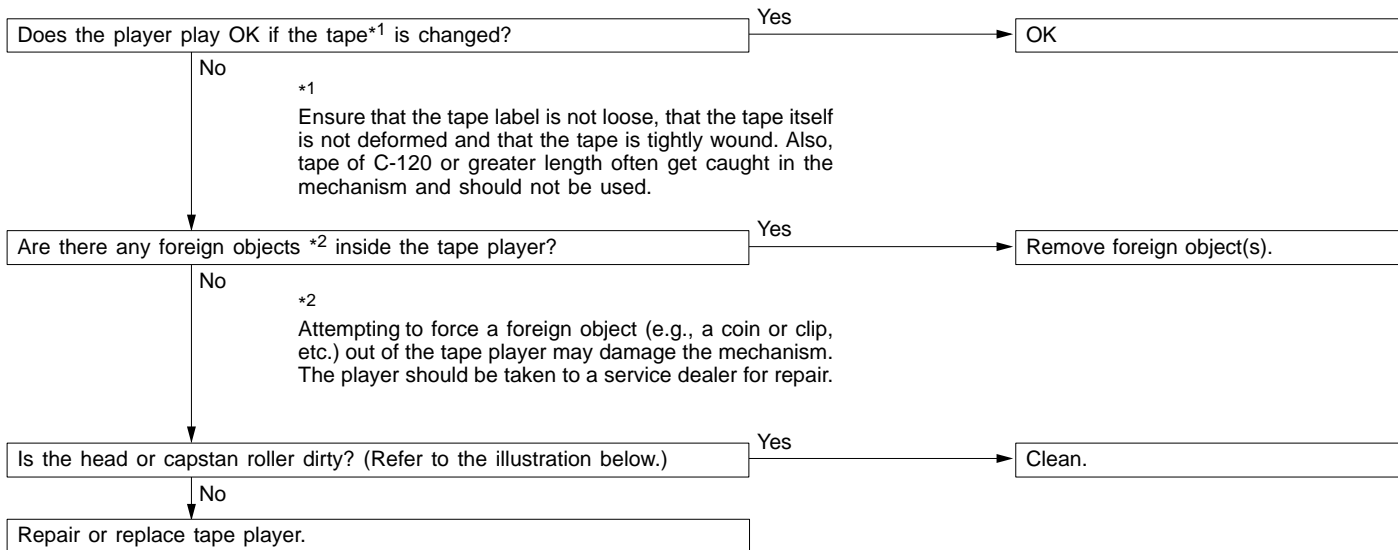 Yes
Does the player play OK if the tape*1 is changed?
OK
No
*1
Ensure that the tape label is not loose, that the tape itself
is not deformed and that the tape is tightly wound. Also,
tape of C-120 or greater length often get caught in the
mechanism and should not be used.
Yes
Are there any foreign objects *2 inside the tape player?
Remove foreign object(s).
No
*2
Attempting to force a foreign object (e.g., a coin or clip,
etc.) out of the tape player may damage the mechanism.
The player should be taken to a service dealer for repair.
Yes
Is the head or capstan roller dirty? (Refer to the illustration below.)
Clean.
No
Repair or replace tape player.